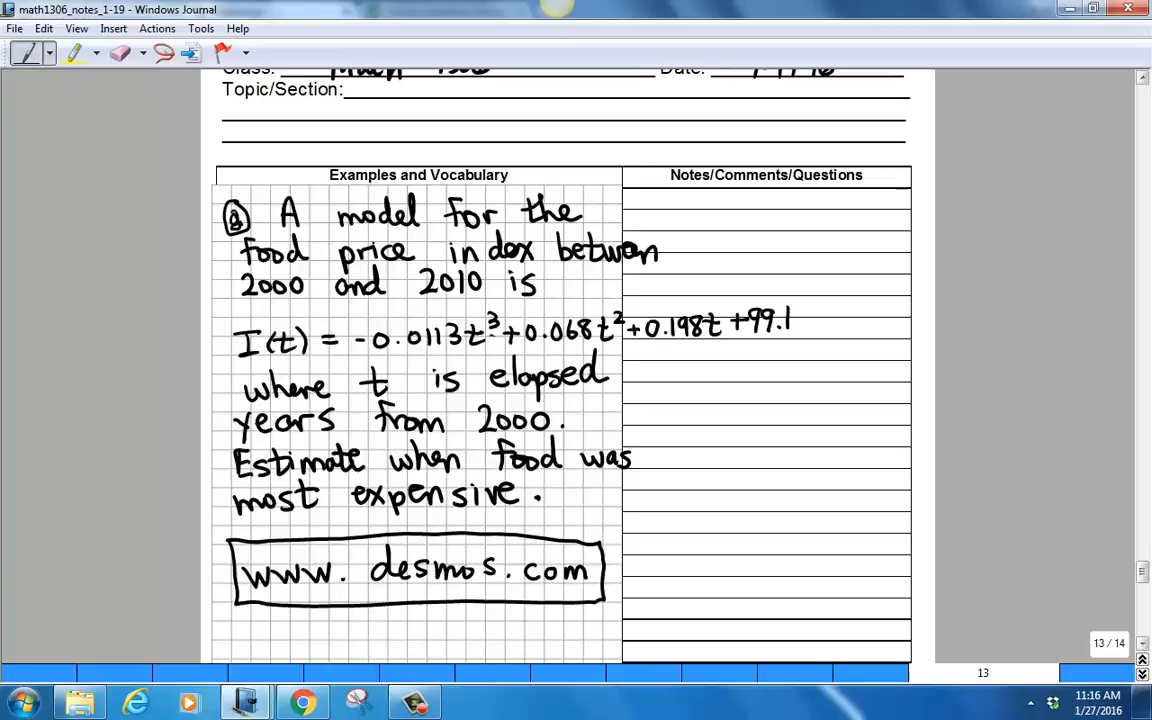 math1306_notes_1-19 - Windows Journal
File Edit View Insert Actions Tools Help
Class: Math Date:
Topic/Section:
Examples and Vocabulary Notes/Comments/Questions
A model for the
food price index between
2000 and 2010 is
I(t) = -0.0113t³ + 0.068t² + 0.198t + 99.1
where t is elapsed
years from 2000.
Estimate when food was
most expensive.
www.desmos.com
13 / 14
13
11:16 AM
1/27/2016